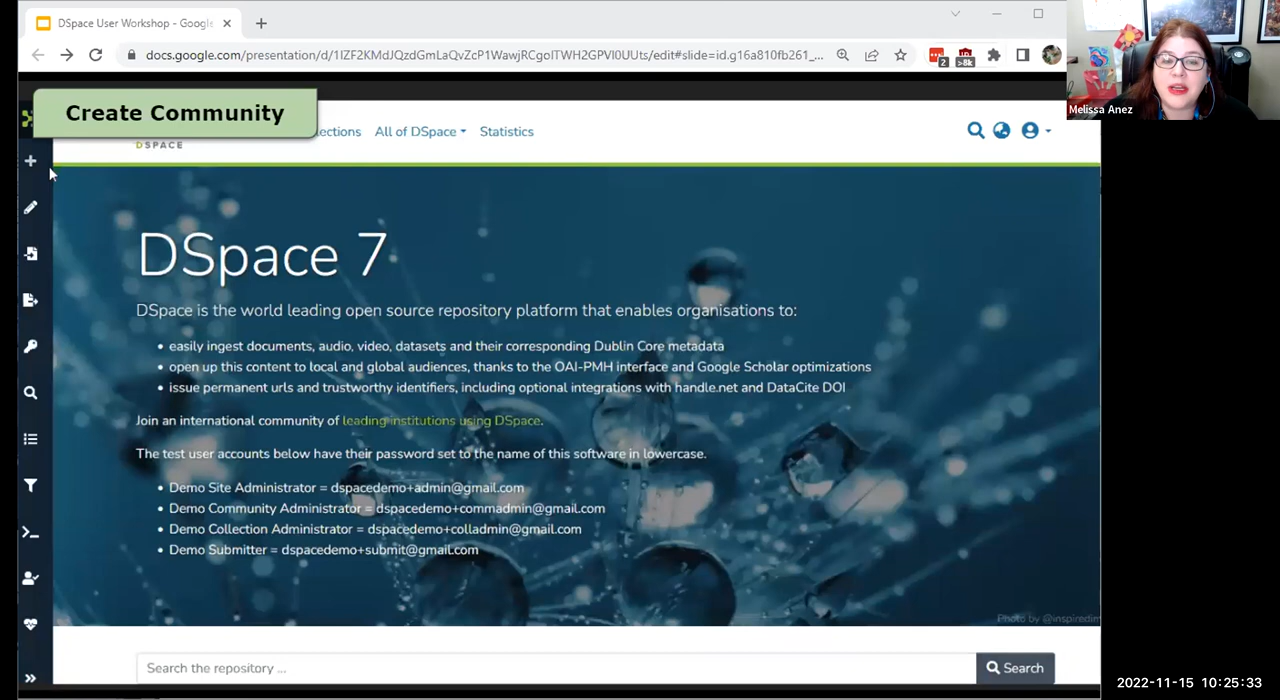 DSpace User Workshop - Googl
docs.google.com/presentation/d/1IZF2KMdJQzdGmLaQvZcP1WawjRCgoITWH2GPVI0UUts/edit#slide=id.g16a810fb261_...
2
>8k
Melissa Anez
Create Community
lections All of DSpace Statistics
DSPACE
DSpace 7
DSpace is the world leading open source repository platform that enables organisations to:
• easily ingest documents, audio, video, datasets and their corresponding Dublin Core metadata
• open up this content to local and global audiences, thanks to the OAI-PMH interface and Google Scholar optimizations
• issue permanent urls and trustworthy identifiers, including optional integrations with handle.net and DataCite DOI
Join an international community of leading institutions using DSpace.
The test user accounts below have their password set to the name of this software in lowercase.
• Demo Site Administrator = dspacedemo+admin@gmail.com
• Demo Community Administrator = dspacedemo+commadmin@gmail.com
• Demo Collection Administrator = dspacedemo+colladmin@gmail.com
• Demo Submitter = dspacedemo+submit@gmail.com
Photo by @inspiredim
Search the repository ... Search
2022-11-15 10:25:33